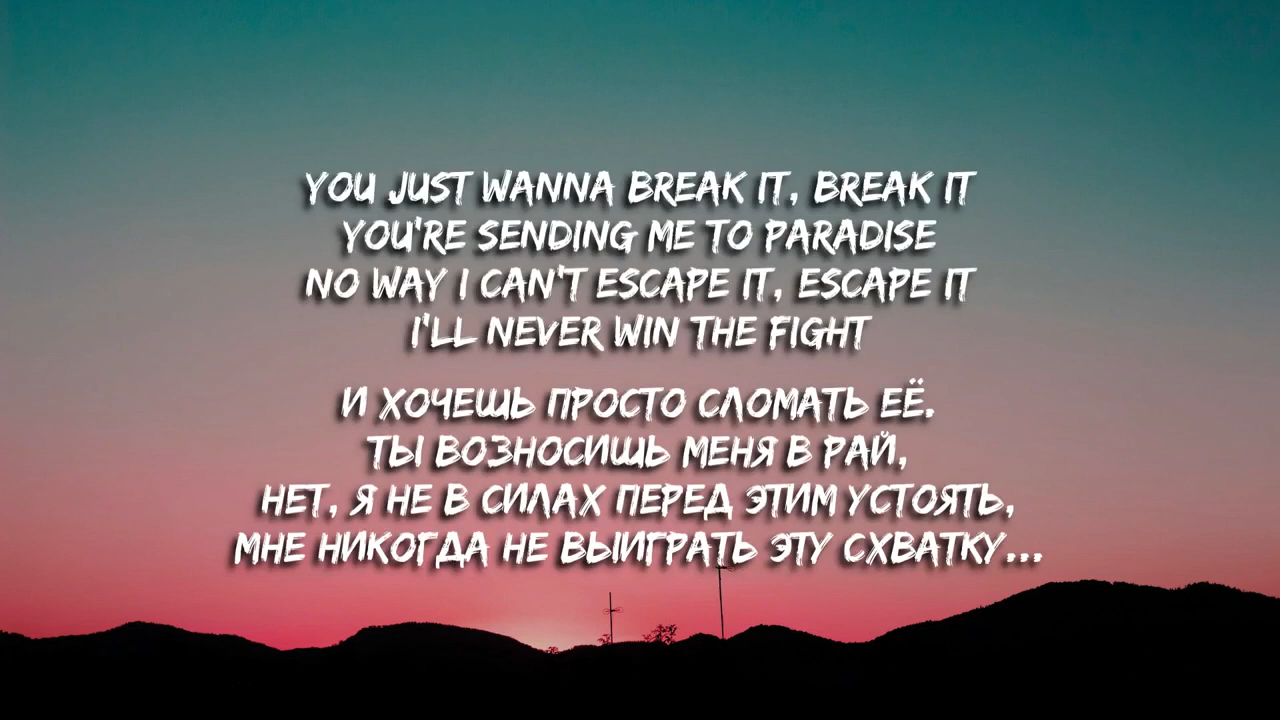 YOU JUST WANNA BREAK IT, BREAK IT
YOU'RE SENDING ME TO PARADISE
NO WAY I CAN'T ESCAPE IT, ESCAPE IT
I'LL NEVER WIN THE FIGHT
И ХОЧЕШЬ ПРОСТО СЛОМАТЬ ЕЁ.
ТЫ ВОЗНОСИШЬ МЕНЯ В РАЙ,
НЕТ, Я НЕ В СИЛАХ ПЕРЕД ЭТИМ УСТОЯТЬ,
МНЕ НИКОГДА НЕ ВЫИГРАТЬ ЭТУ СХВАТКУ...